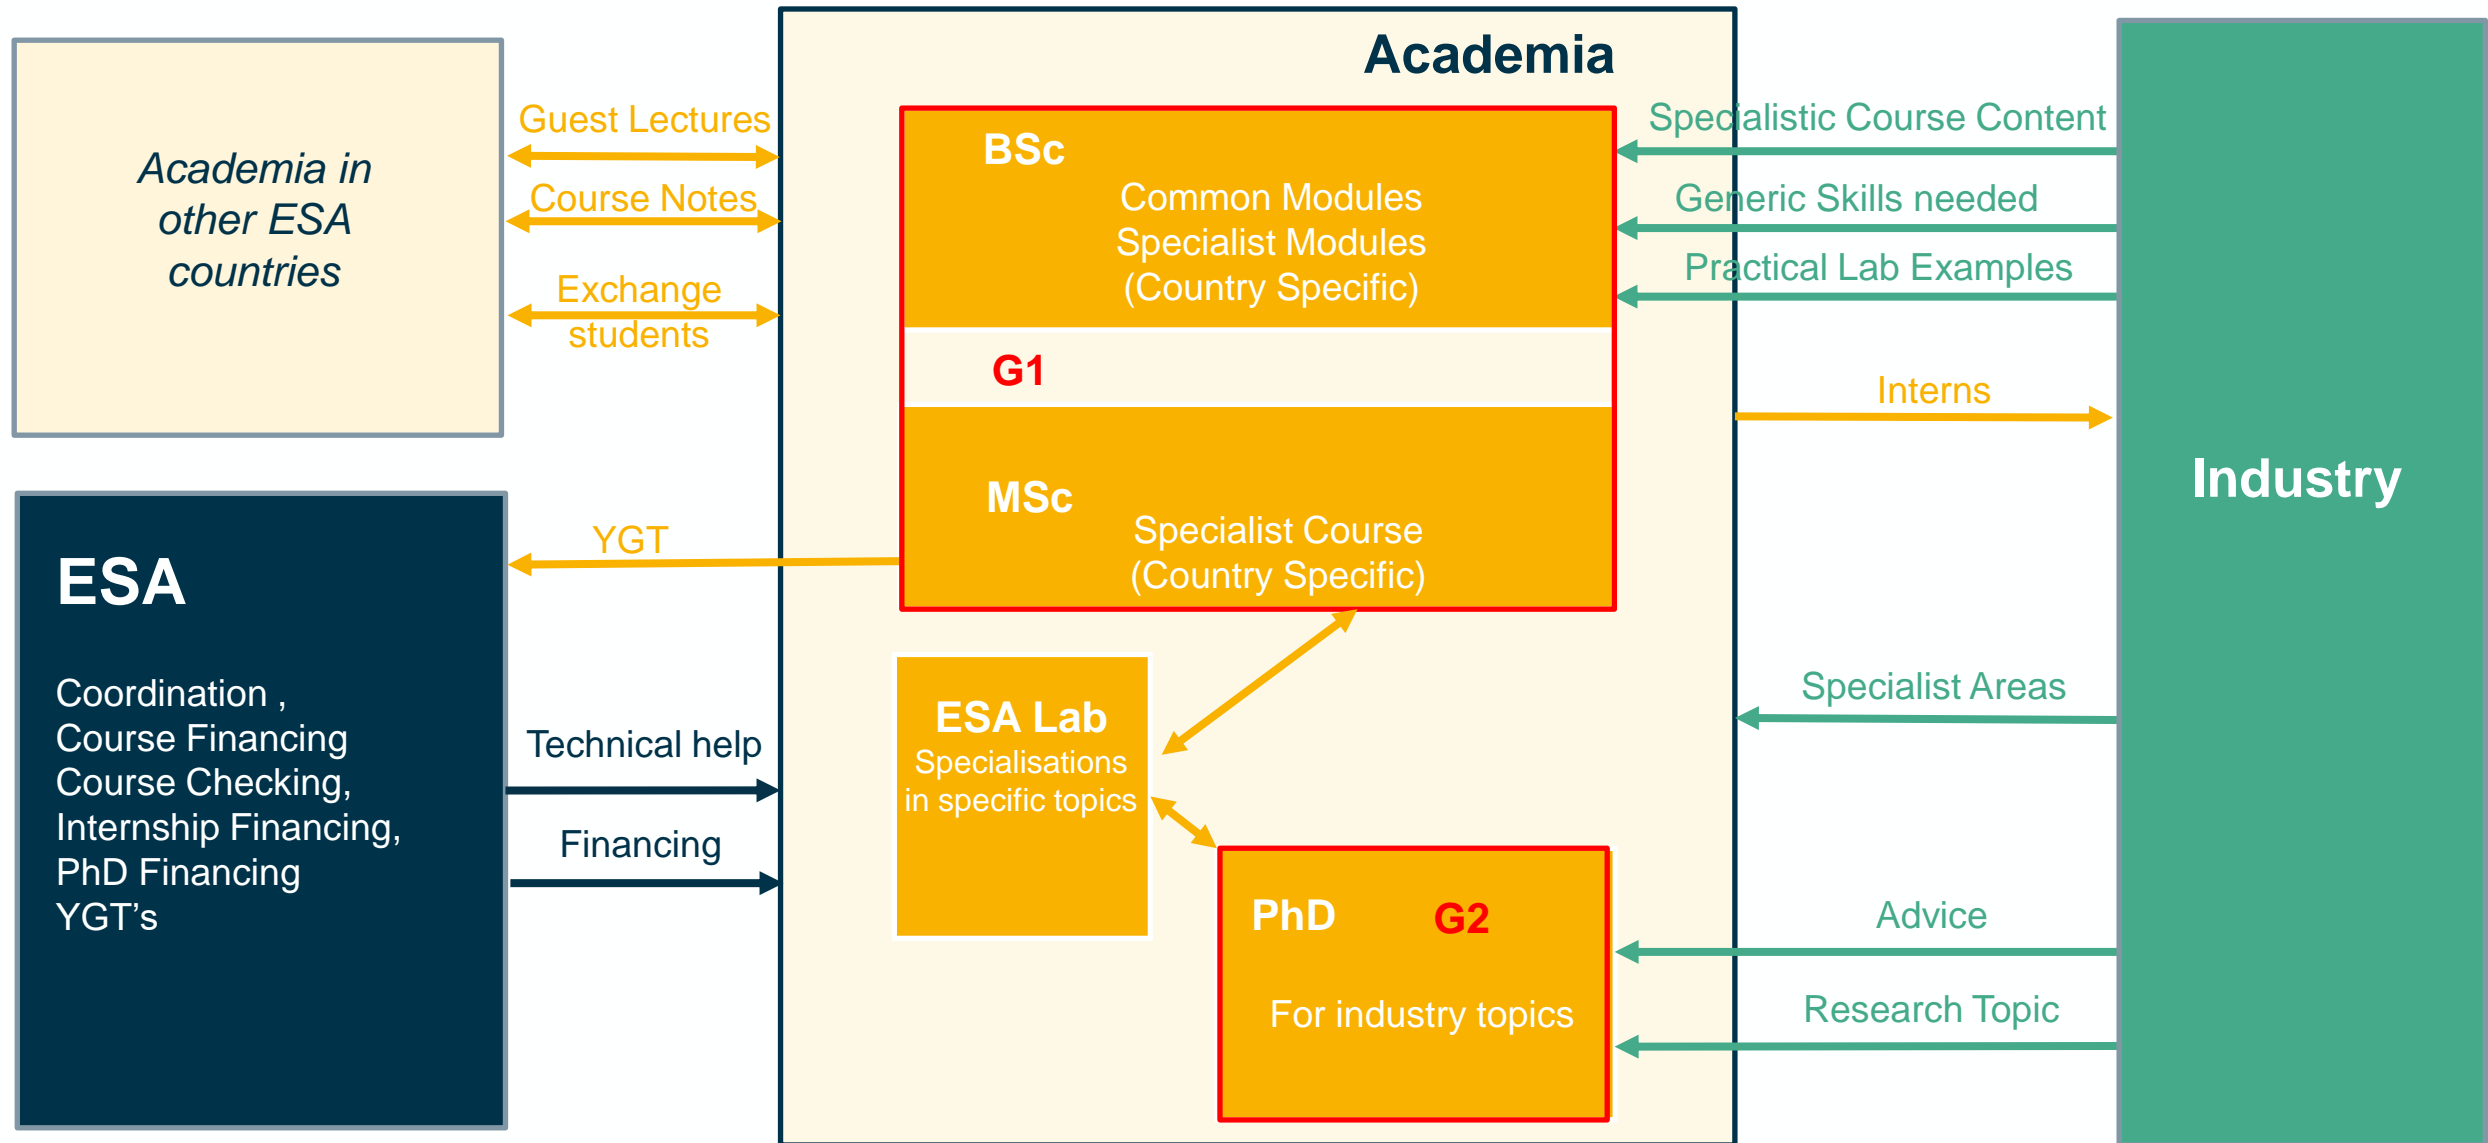 Academia
Academia in
other ESA
countries
Guest Lectures
Course Notes
Exchange
students
BSc
Common Modules
Specialist Modules
(Country Specific)
G1
MSc
Specialist Course
(Country Specific)
Specialistic Course Content
Generic Skills needed
Practical Lab Examples
Interns
Industry
ESA
Coordination ,
Course Financing
Course Checking,
Internship Financing,
PhD Financing
YGT’s
YGT
Technical help
Financing
ESA Lab
Specialisations
in specific topics
PhD
G2
For industry topics
Specialist Areas
Advice
Research Topic